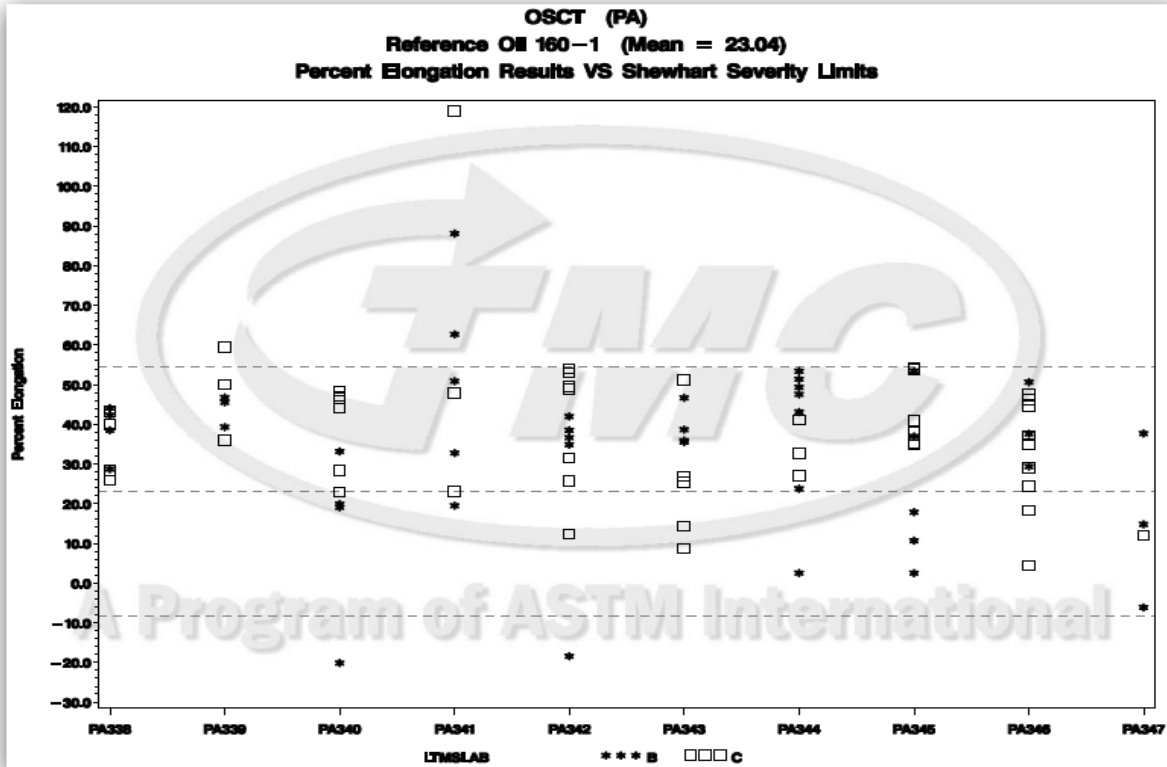 OSCT (PA)
Reference Oil 160-1 (Mean = 23.04)
Percent Elongation Results VS Shewhart Severity Limits
120.0
110.0
100.0
90.0
80.0
70.0
60.0
50.0
40.0
30.0
20.0
10.0
0.0
-10.0
-20.0
-30.0
Percent Elongation
TMC
A Program of ASTM International
PA338 PA339 PA340 PA341 PA342 PA343 PA344 PA345 PA346 PA347
LTMSLAB *** B □□□ C